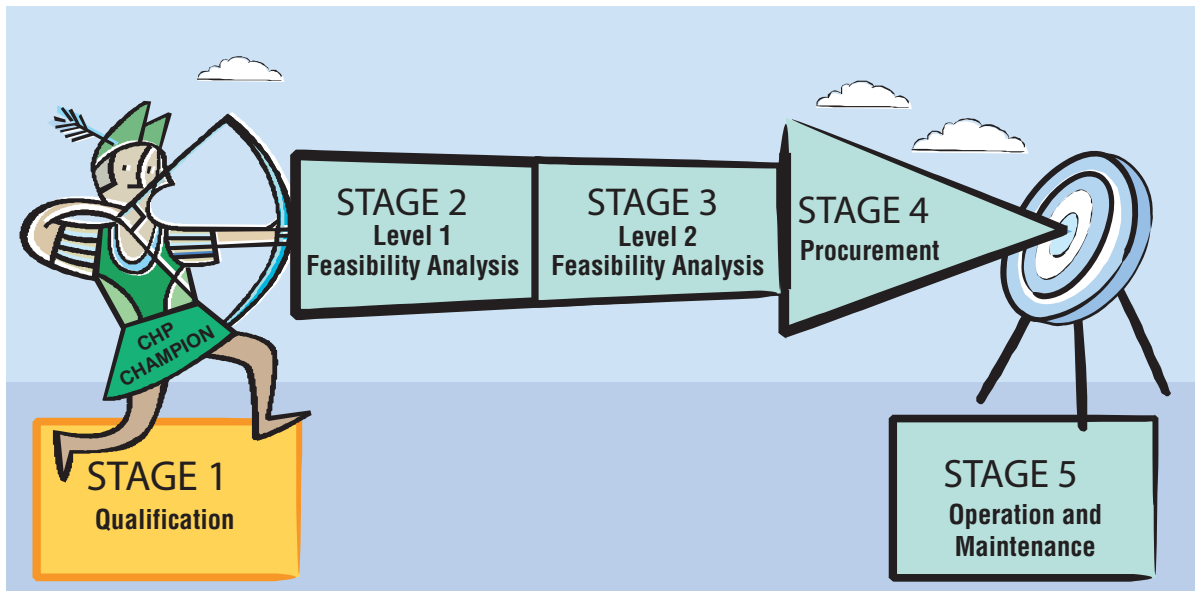 STAGE 2
Level 1
Feasibility Analysis
STAGE 3
Level 2
Feasibility Analysis
STAGE 4
Procurement
CHP
CHAMPION
STAGE 1
Qualification
STAGE 5
Operation and
Maintenance